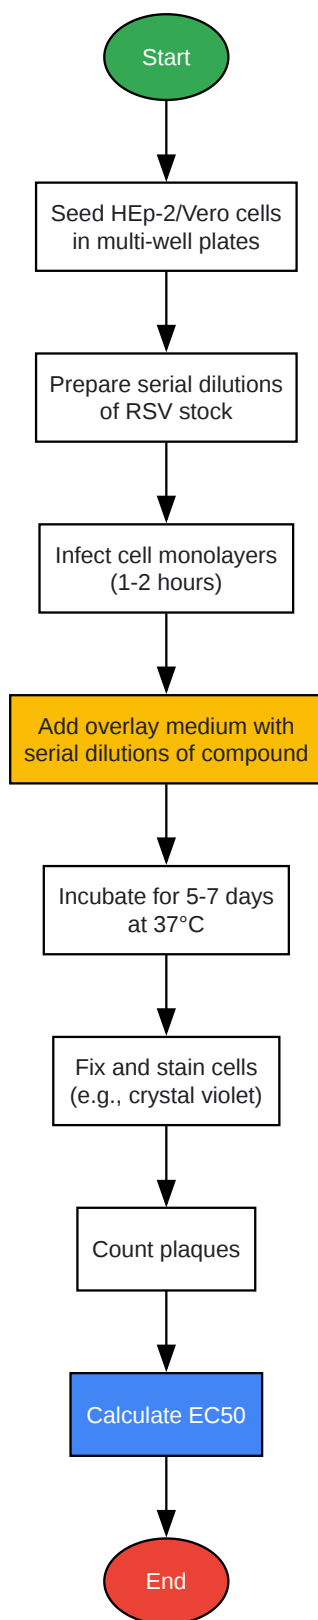 Start
Seed HEp-2/Vero cells
in multi-well plates
Prepare serial dilutions
of RSV stock
Infect cell monolayers
(1-2 hours)
Add overlay medium with
serial dilutions of compound
Incubate for 5-7 days
at 37°C
Fix and stain cells
(e.g., crystal violet)
Count plaques
Calculate EC50
End